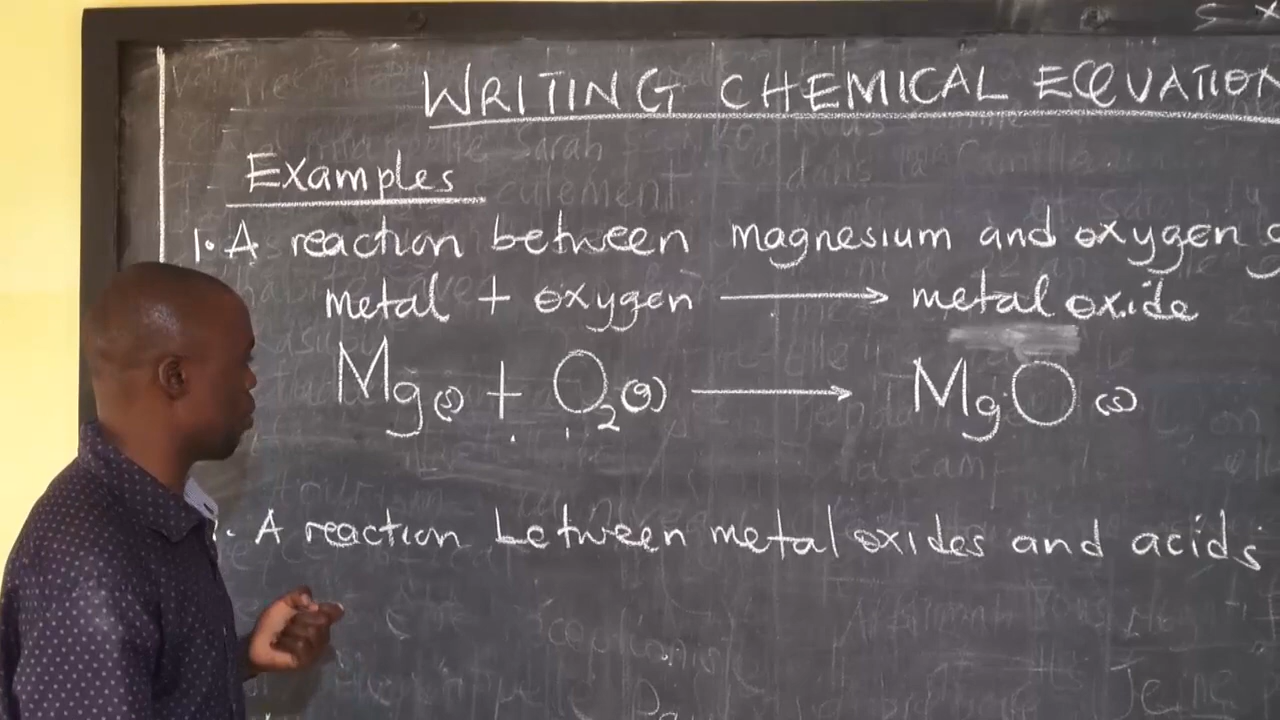 WRITING CHEMICAL EQUATION
Examples
1. A reaction between magnesium and oxygen g
metal + oxygen ⟶ metal oxide
Mg(s) + O₂(g) ⟶ MgO(s)
. A reaction between metal oxides and acids